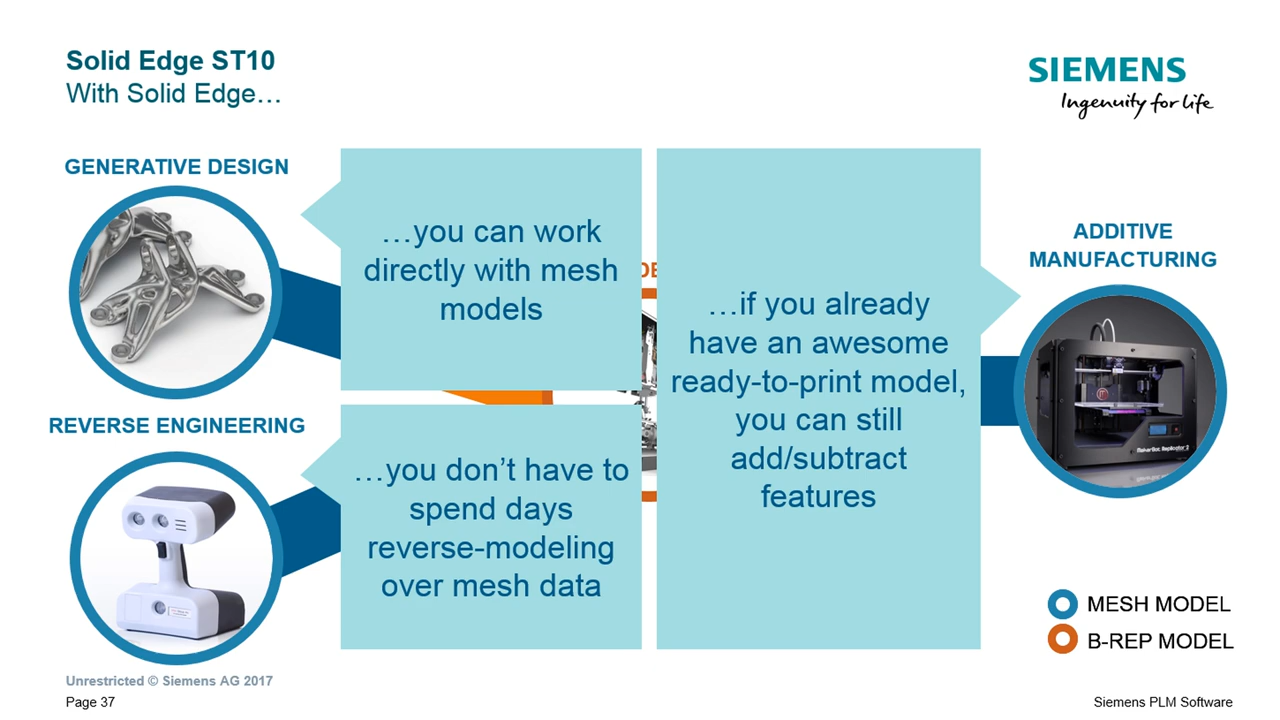 Solid Edge ST10
With Solid Edge…
SIEMENS
Ingenuity for life
GENERATIVE DESIGN
…you can work
directly with mesh
models
REVERSE ENGINEERING
…you don’t have to
spend days
reverse-modeling
over mesh data
…if you already
have an awesome
ready-to-print model,
you can still
add/subtract
features
ADDITIVE
MANUFACTURING
MakerBot Replicator 2
MESH MODEL
B-REP MODEL
Unrestricted © Siemens AG 2017
Page 37
Siemens PLM Software